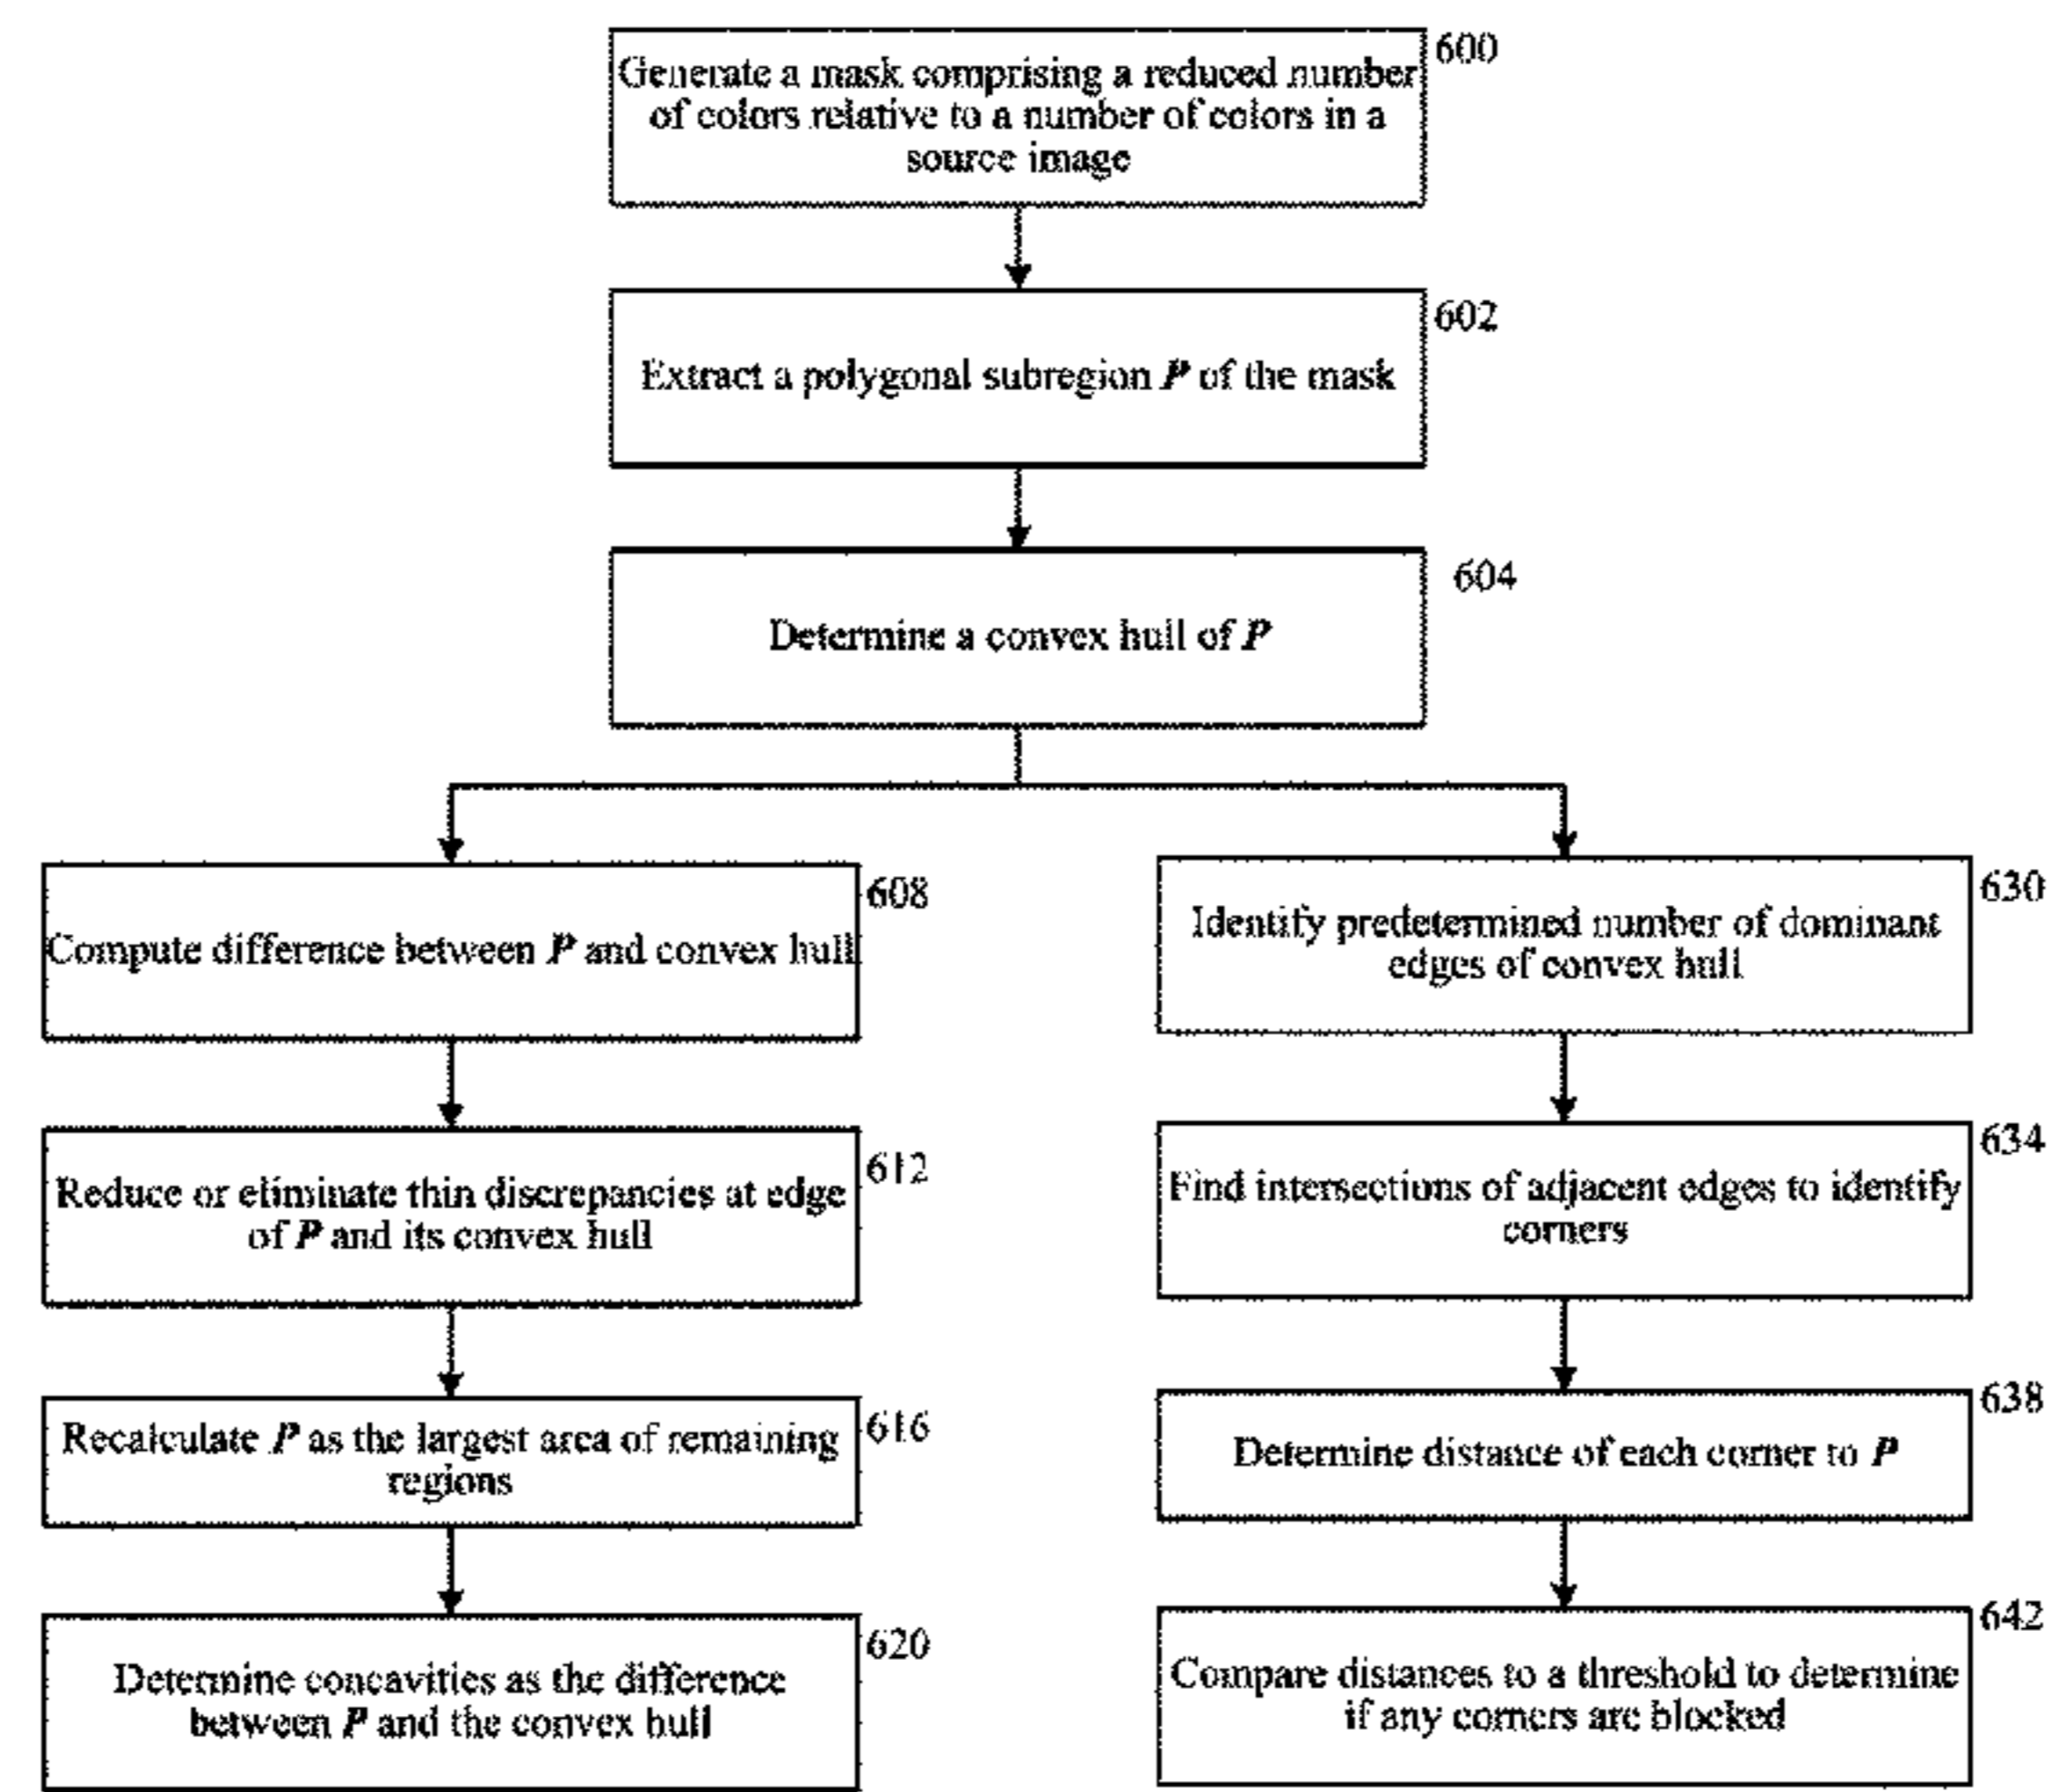 600
Generate a mask comprising a reduced number
of colors relative to a number of colors in a
source image
602
Extract a polygonal subregion P of the mask
604
Determine a convex hull of P
608
Compute difference between P and convex hull
612
Reduce or eliminate thin discrepancies at edge
of P and its convex hull
616
Recalculate P as the largest area of remaining
regions
620
Determine concavities as the difference
between P and the convex hull
630
Identify predetermined number of dominant
edges of convex hull
634
Find intersections of adjacent edges to identify
corners
638
Determine distance of each corner to P
642
Compare distances to a threshold to determine
if any corners are blocked